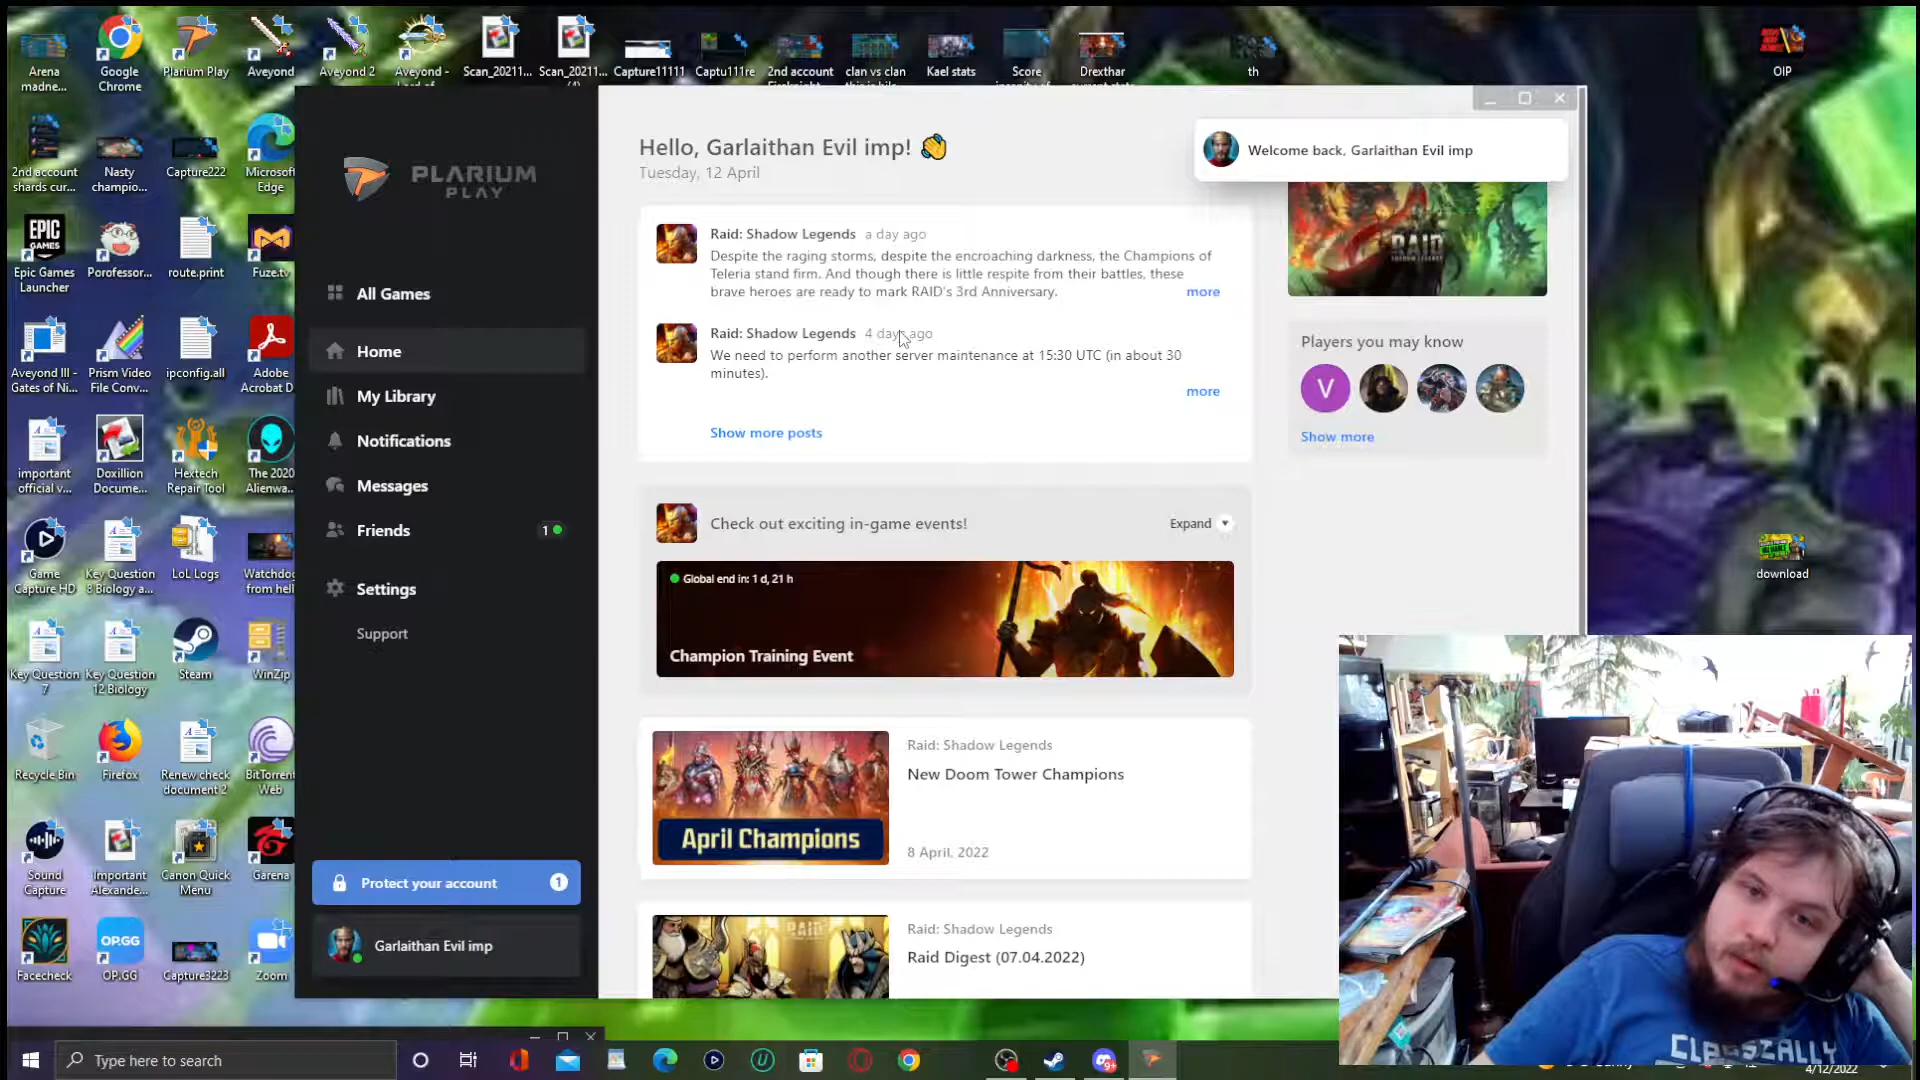 Arena madne...
Google Chrome
Plarium Play
Aveyond
Aveyond 2
Aveyond - Lord of
Scan_20211...
Scan_20211... (4)
Capture11111
Captu111re
2nd account
clan vs clan
Kael stats
Score
Drexthar
th
OIP
2nd account shards cur...
Nasty champio...
Capture222
Microsoft Edge
Epic Games Launcher
Porofessor...
route.print
Fuze.tv
Aveyond III - Gates of Ni...
Prism Video File Conv...
ipconfig.all
Adobe Acrobat D...
important official v...
Doxillion Docume...
Hextech Repair Tool
The 2020 Alienwa...
Game Capture HD
Key Question 8 Biology a...
LoL Logs
Watchdog from hell
Key Question 7
Key Question 12 Biology
Steam
WinZip
Recycle Bin
Firefox
Renew check document 2
BitTorrent Web
Sound Capture
important Alexande...
Canon Quick Menu
Garena
Facecheck
OP.GG
OP.GG
Capture3223
Zoom
download
PLARIUM
PLAY
All Games
Home
My Library
Notifications
Messages
Friends 1
Settings
Support
Protect your account 1
Garlaithan Evil imp
Hello, Garlaithan Evil imp!
Tuesday, 12 April
Welcome back, Garlaithan Evil imp
Raid: Shadow Legends a day ago
Despite the raging storms, despite the encroaching darkness, the Champions of
Teleria stand firm. And though there is little respite from their battles, these
brave heroes are ready to mark RAID's 3rd Anniversary.
more
Raid: Shadow Legends 4 days ago
We need to perform another server maintenance at 15:30 UTC (in about 30
minutes).
more
Show more posts
RAID
Players you may know
V
Show more
Check out exciting in-game events!
Expand
Global end in: 1 d, 21 h
Champion Training Event
April Champions
Raid: Shadow Legends
New Doom Tower Champions
8 April, 2022
Raid: Shadow Legends
Raid Digest (07.04.2022)
CLASSICALLY
Type here to search
4/12/2022